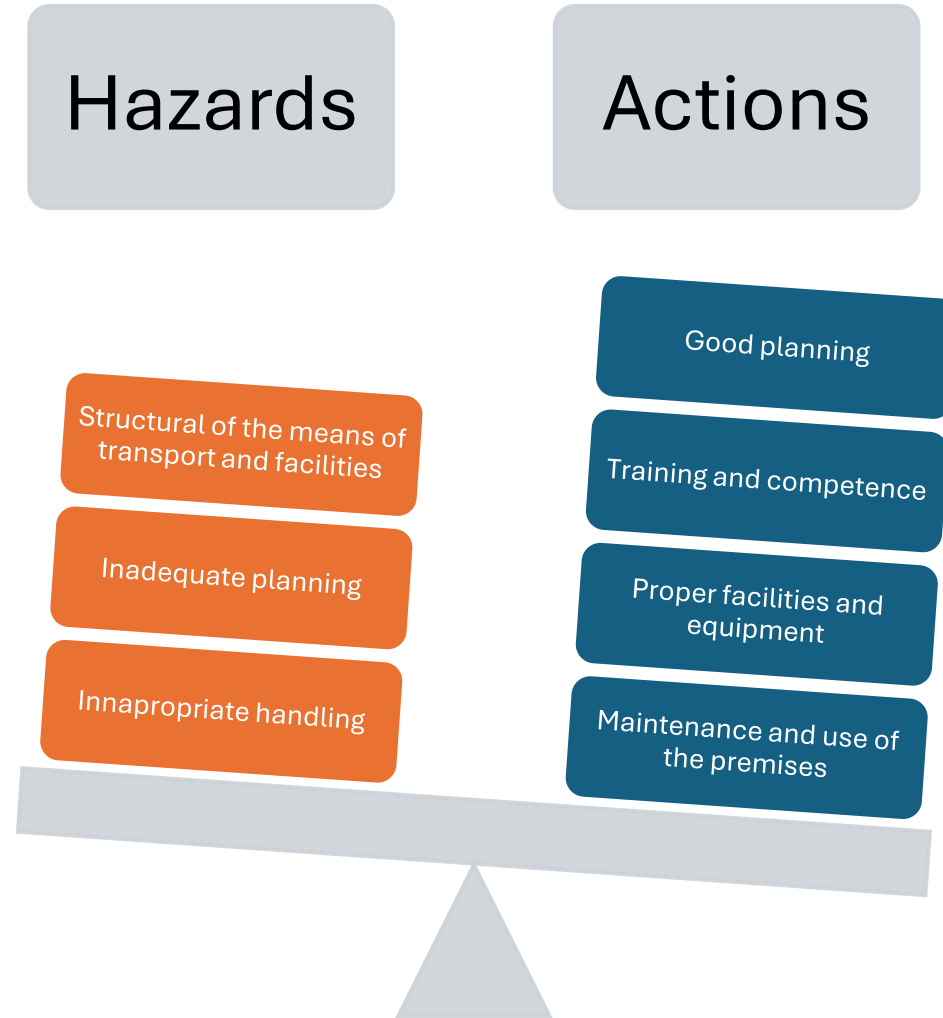 Hazards
Actions
Structural of the means of
transport and facilities
Inadequate planning
Innapropriate handling
Good planning
Training and competence
Proper facilities and
equipment
Maintenance and use of
the premises